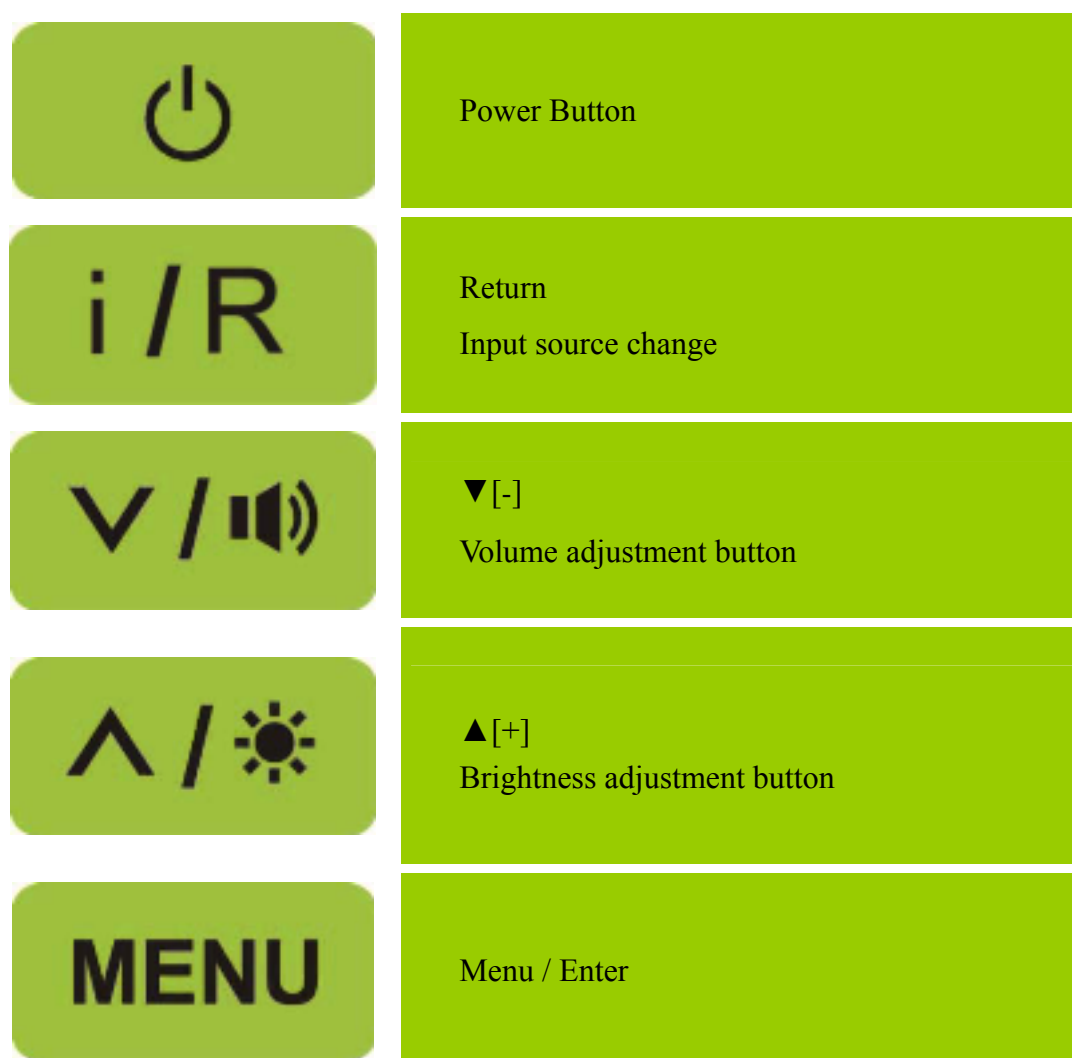 Power Button
i / R
Return
Input source change
/
▼[-]
Volume adjustment button
/
▲[+]
Brightness adjustment button
MENU
Menu / Enter